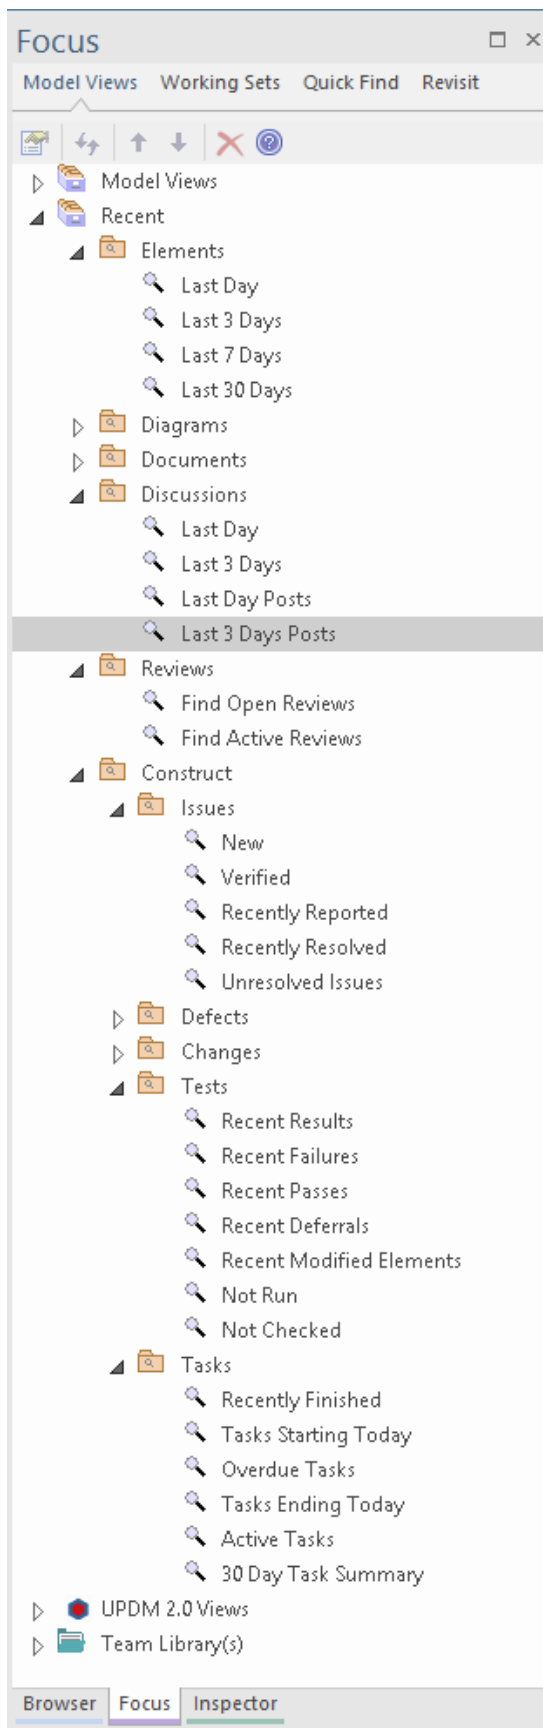 Focus
Model Views Working Sets Quick Find Revisit
Model Views
Recent
Elements
Last Day
Last 3 Days
Last 7 Days
Last 30 Days
Diagrams
Documents
Discussions
Last Day
Last 3 Days
Last Day Posts
Last 3 Days Posts
Reviews
Find Open Reviews
Find Active Reviews
Construct
Issues
New
Verified
Recently Reported
Recently Resolved
Unresolved Issues
Defects
Changes
Tests
Recent Results
Recent Failures
Recent Passes
Recent Deferrals
Recent Modified Elements
Not Run
Not Checked
Tasks
Recently Finished
Tasks Starting Today
Overdue Tasks
Tasks Ending Today
Active Tasks
30 Day Task Summary
UPDM 2.0 Views
Team Library(s)
Browser Focus Inspector